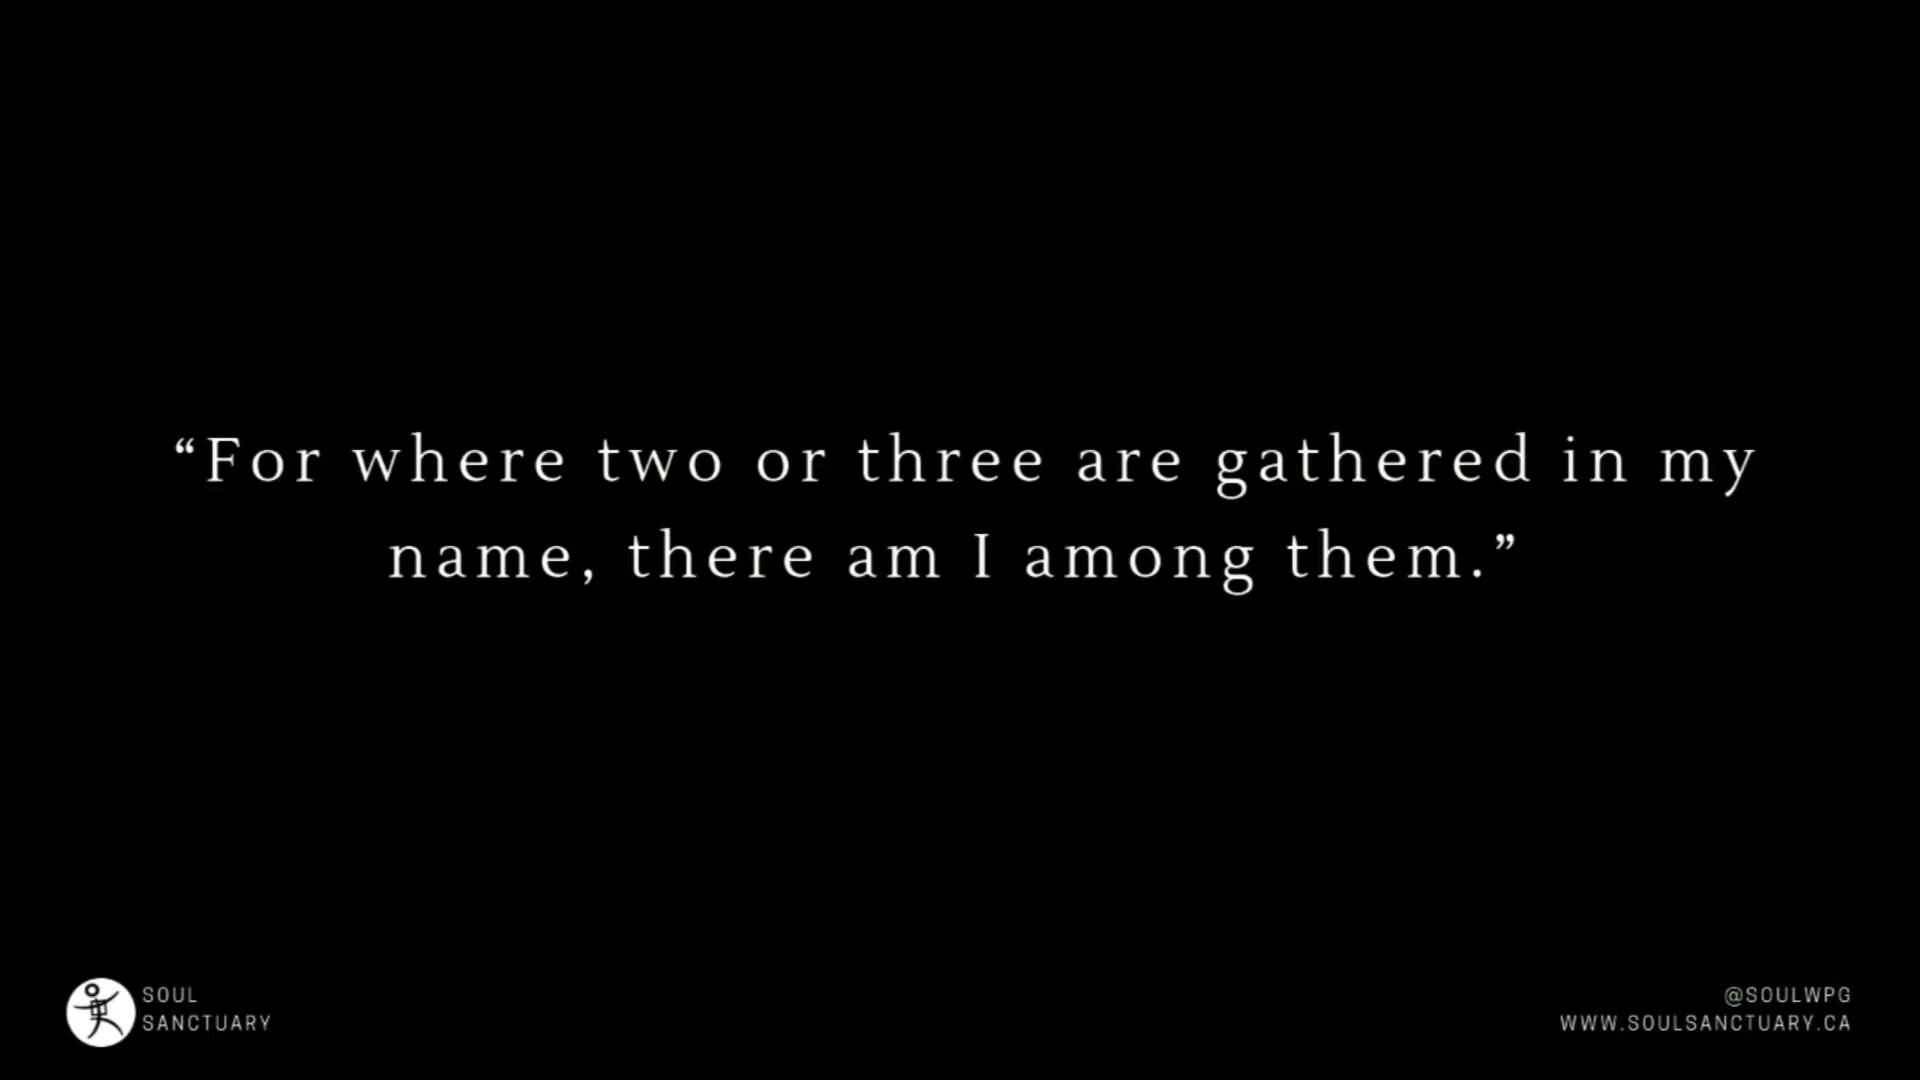 “For where two or three are gathered in my
name, there am I among them.”
SOUL
SANCTUARY
@SOULWPG
WWW.SOULSANCTUARY.CA